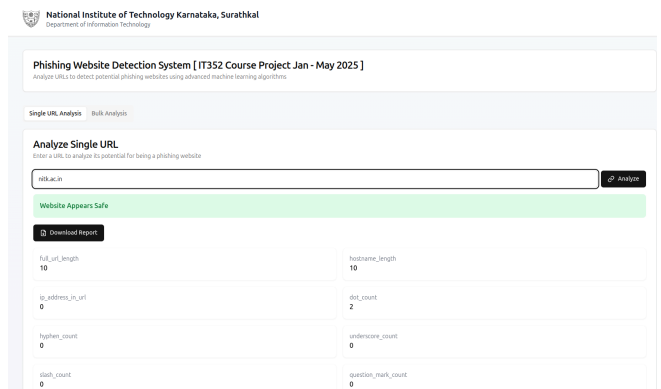 National Institute of Technology Karnataka, Surathkal
Department of Information Technology
Phishing Website Detection System [ IT352 Course Project Jan - May 2025 ]
Analyze URLs to detect potential phishing websites using advanced machine learning algorithms
Single URL Analysis
Bulk Analysis
Analyze Single URL
Enter a URL to analyze its potential for being a phishing website
nitk.ac.in
Analyze
Website Appears Safe
Download Report
full_url_length
10
hostname_length
10
ip_address_in_url
0
dot_count
2
hyphen_count
0
underscore_count
0
slash_count
0
question_mark_count
0